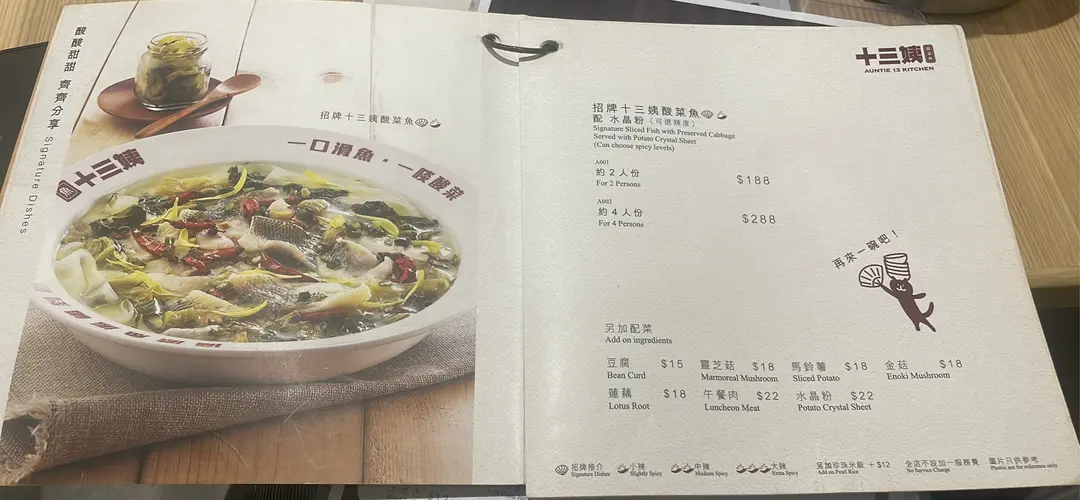 酸酸甜甜 齊齊分享 Signature Dishes
招牌十三姨酸菜魚
十三姨
一口滑魚，一啖酸菜
十三姨
AUNTIE 13 KITCHEN
招牌十三姨酸菜魚
配 水晶粉（可選辣度）
Signature Sliced Fish with Preserved Cabbage
Served with Potato Crystal Sheet
(Can choose spicy levels)
A001
約 2 人份 $188
For 2 Persons
A002
約 4 人份 $288
For 4 Persons
再來一碗吧！
另加配菜
Add on ingredients
豆腐 $15 靈芝菇 $18 馬鈴薯 $18 金菇 $18
Bean Curd Marmoreal Mushroom Sliced Potato Enoki Mushroom
蓮藕 $18 午餐肉 $22 水晶粉 $22
Lotus Root Luncheon Meat Potato Crystal Sheet
招牌推介 小辣 中辣 大辣 另加珍珠米飯 +$12 全店不設加一服務費 圖片只供參考
Signature Dishes Slightly Spicy Medium Spicy Extra Spicy Add on Pearl Rice No Service Charge Photos are for reference only